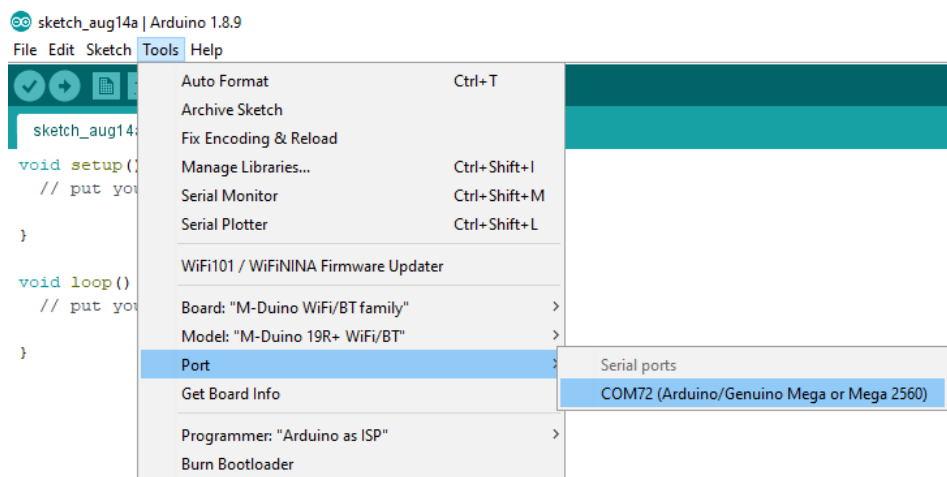 sketch_aug14a | Arduino 1.8.9
File Edit Sketch Tools Help
Auto Format Ctrl+T
Archive Sketch
sketch_aug14a
Fix Encoding & Reload
void setup()
Manage Libraries... Ctrl+Shift+I
// put you
Serial Monitor Ctrl+Shift+M
Serial Plotter Ctrl+Shift+L
}
WiFi101 / WiFiNINA Firmware Updater
void loop()
// put you
Board: "M-Duino WiFi/BT family"
Model: "M-Duino 19R+ WiFi/BT"
}
Port
Serial ports
Get Board Info
COM72 (Arduino/Genuino Mega or Mega 2560)
Programmer: "Arduino as ISP"
Burn Bootloader